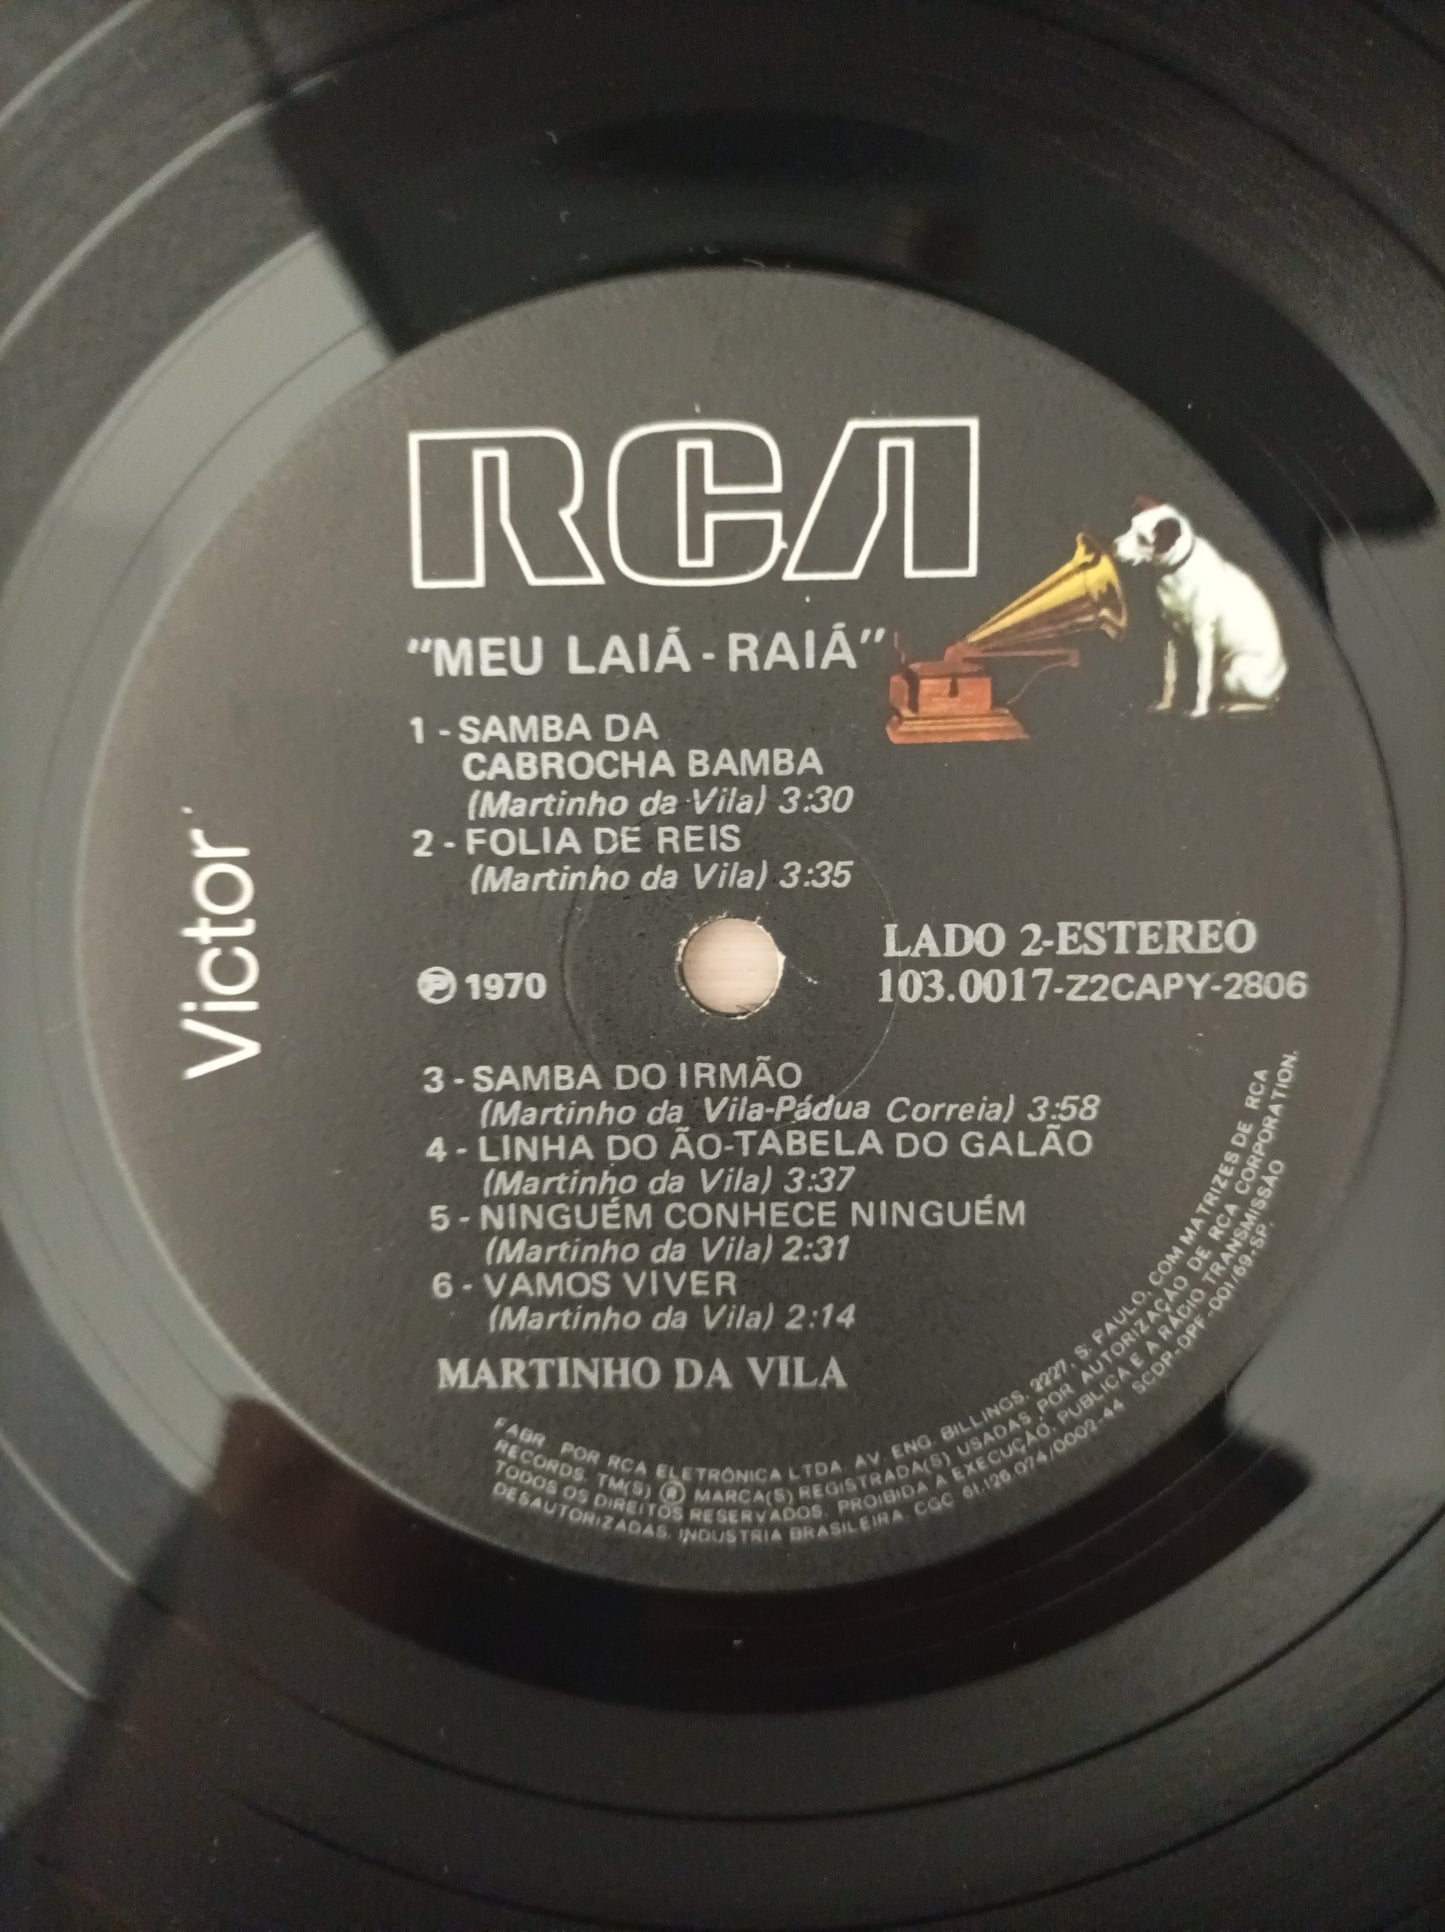 RCA
"MEU LAIÁ-RAIÁ"
1 - SAMBA DA
CABROCHA BAMBA
(Martinho da Vila) 3:30
2 - FOLIA DE REIS
(Martinho da Vila) 3:35
Victor
LADO 2-ESTEREO
℗ 1970
103.0017-Z2CAPY-2806
3 - SAMBA DO IRMÃO
(Martinho da Vila-Pádua Correia) 3:58
4 - LINHA DO ÃO-TABELA DO GALÃO
(Martinho da Vila) 3:37
5 - NINGUÉM CONHECE NINGUÉM
(Martinho da Vila) 2:31
6 - VAMOS VIVER
(Martinho da Vila) 2:14
MARTINHO DA VILA
FABR. POR RCA ELETRÔNICA LTDA AV. ENG. BILLINGS, 2227, S. PAULO, COM MATRIZES DE RCA
RECORDS. TM(S) ® MARCA(S) REGISTRADA(S) USADAS POR AUTORIZAÇÃO DE RCA CORPORATION.
TODOS OS DIREITOS RESERVADOS. PROIBIDA A EXECUÇÃO, PÚBLICA E A RÁDIO TRANSMISSÃO
DESAUTORIZADAS. INDUSTRIA BRASILEIRA. CGC 61.126.074/0002-44 SCDP-DPF-001/69-SP.